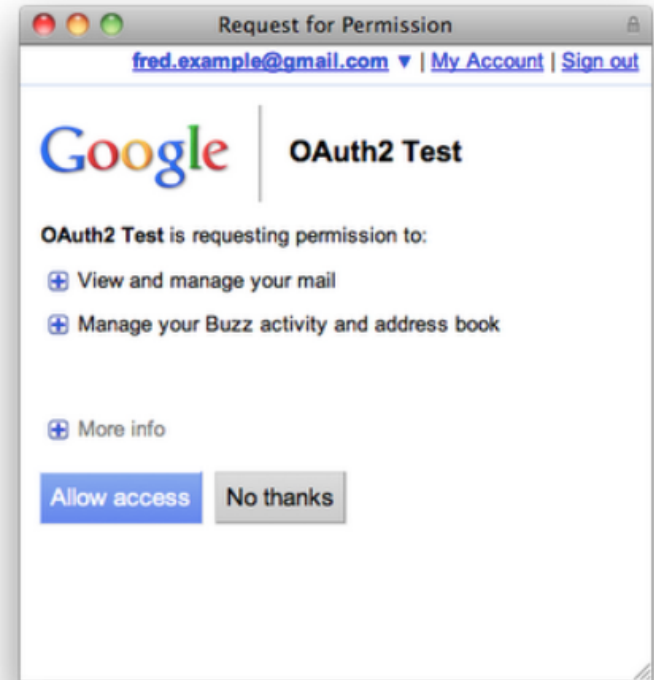 Request for Permission
fred.example@gmail.com ▼ | My Account | Sign out
Google | OAuth2 Test
OAuth2 Test is requesting permission to:
View and manage your mail
Manage your Buzz activity and address book
More info
Allow access No thanks